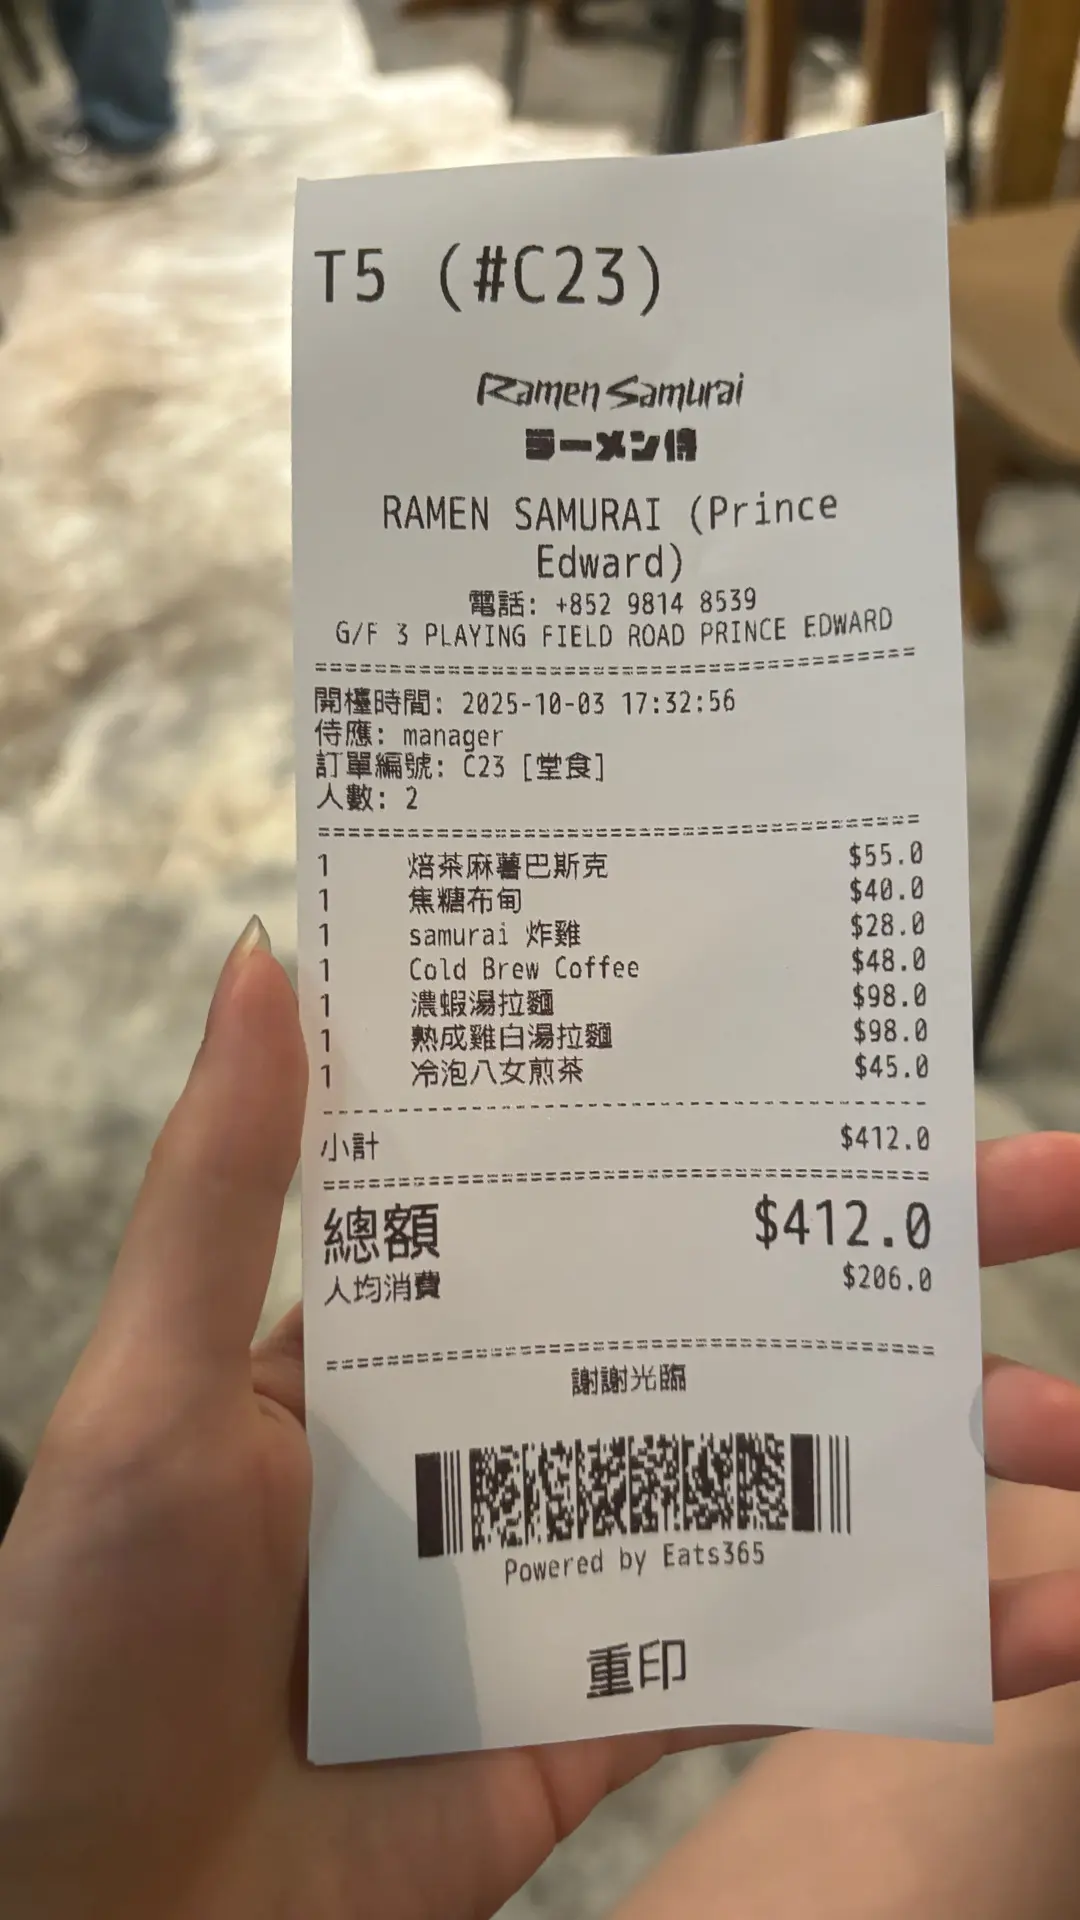 T5 (#C23)
Ramen Samurai
ラーメン侍
RAMEN SAMURAI (Prince
Edward)
電話: +852 9814 8539
G/F 3 PLAYING FIELD ROAD PRINCE EDWARD
========================================
開檯時間: 2025-10-03 17:32:56
侍應: manager
訂單編號: C23 [堂食]
人數: 2
========================================
1 焙茶麻薯巴斯克 $55.0
1 焦糖布甸 $40.0
1 samurai 炸雞 $28.0
1 Cold Brew Coffee $48.0
1 濃蝦湯拉麵 $98.0
1 熟成雞白湯拉麵 $98.0
1 冷泡八女煎茶 $45.0
----------------------------------------
小計 $412.0
========================================
總額 $412.0
人均消費 $206.0
========================================
謝謝光臨
Powered by Eats365
重印